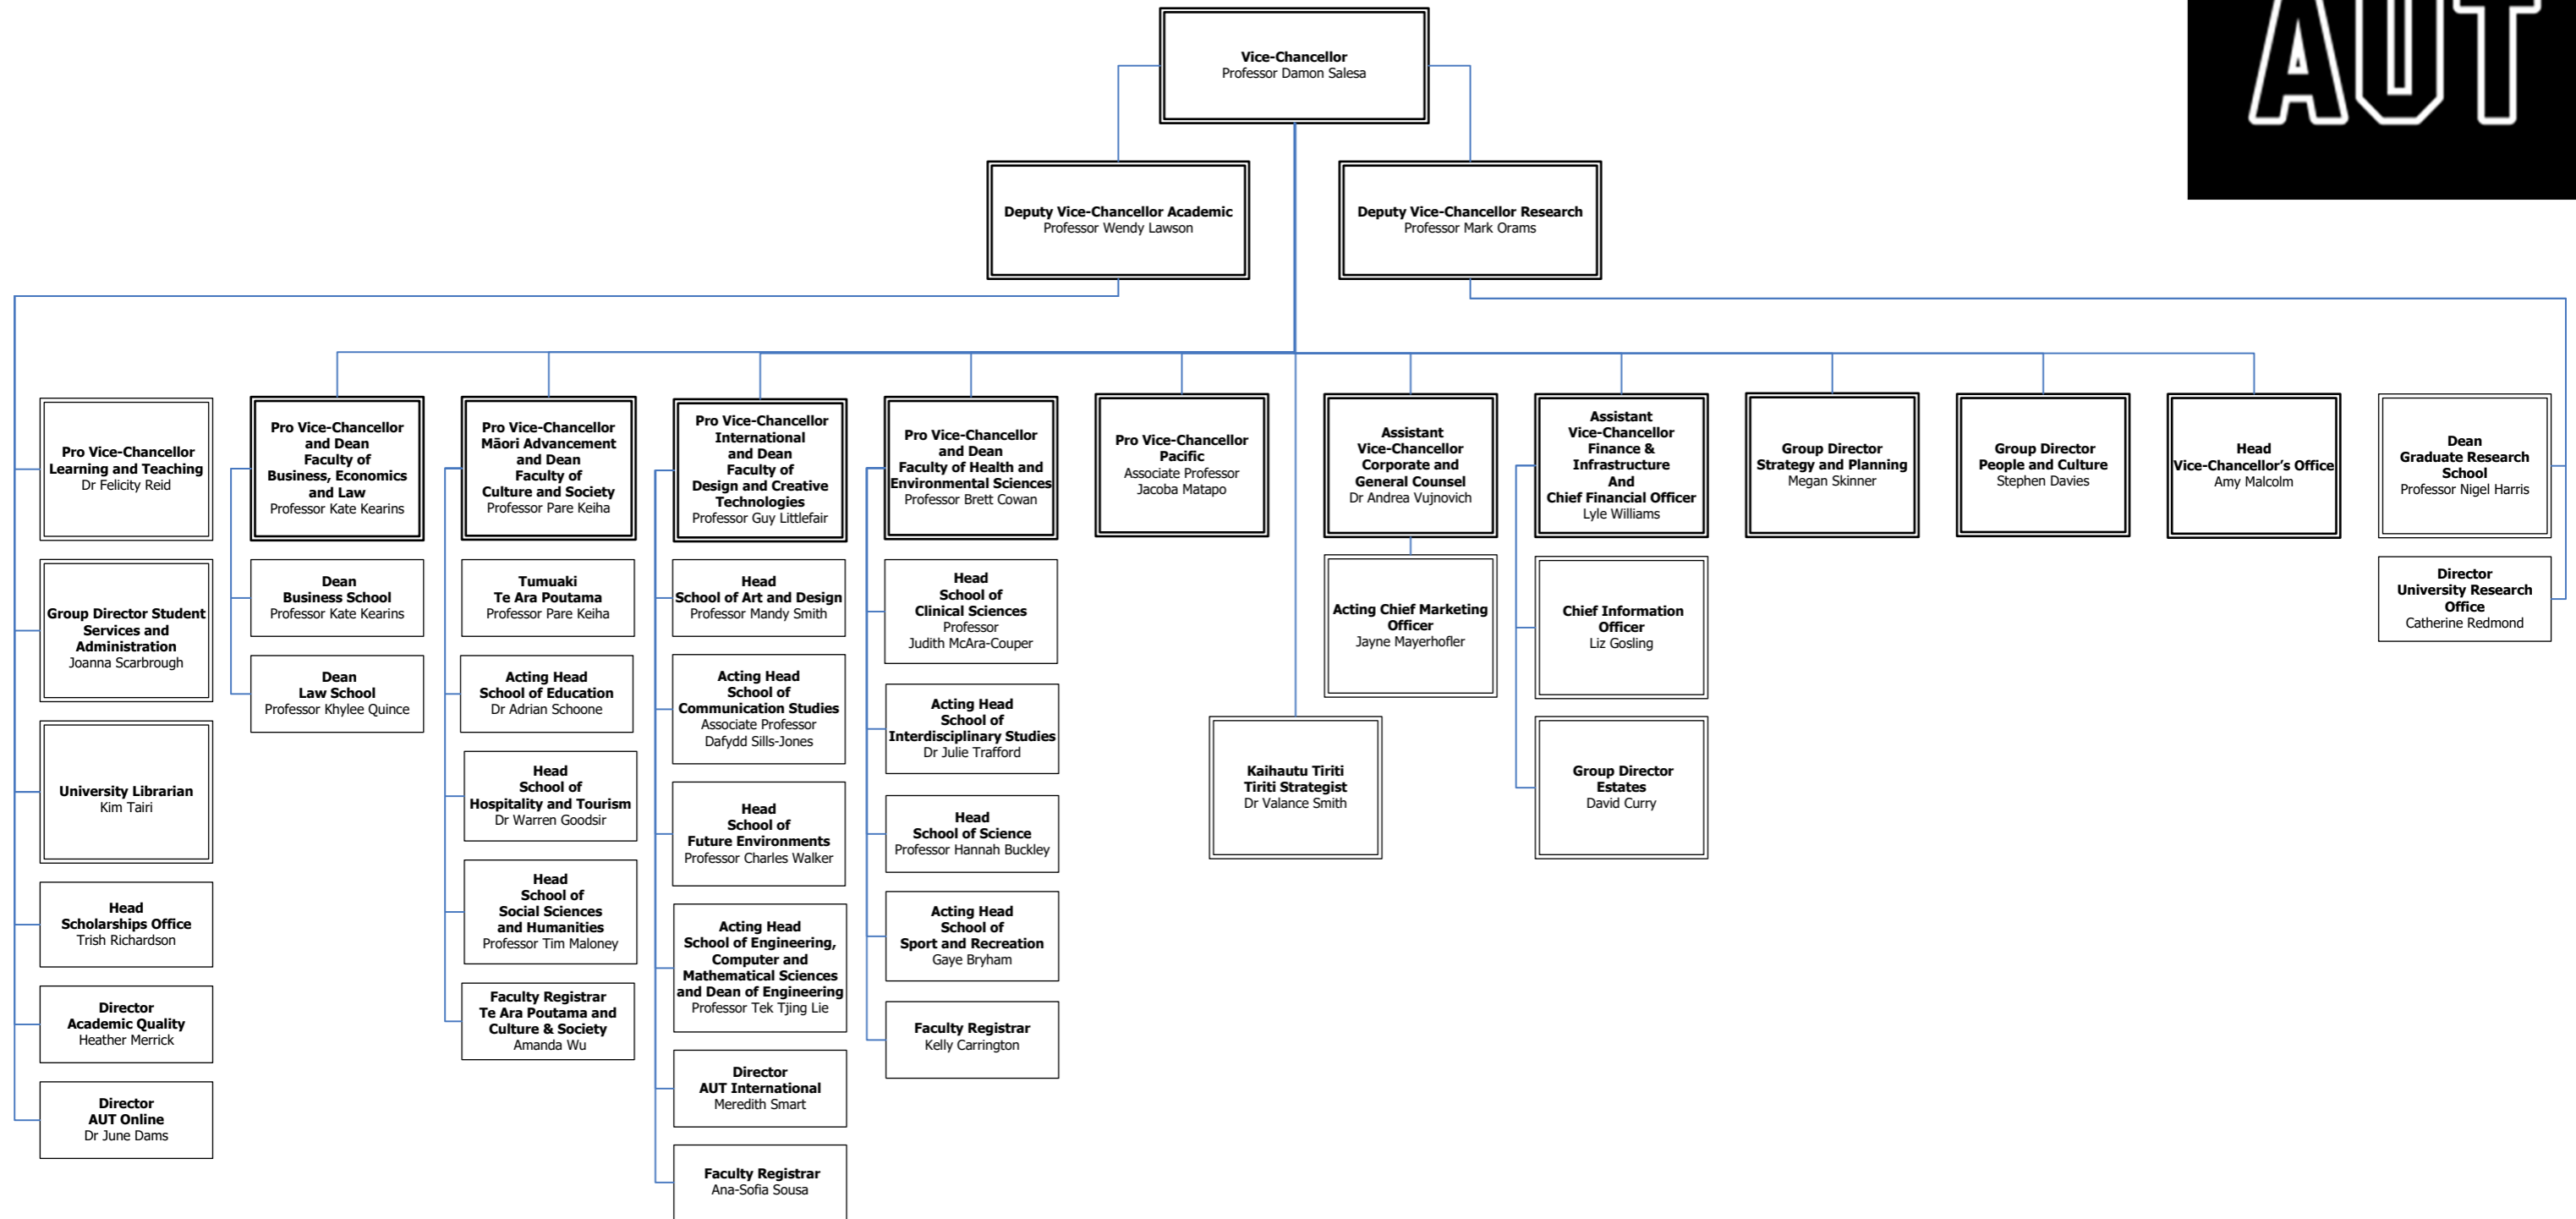 AUT
Vice-Chancellor
Professor Damon Salesa
Deputy Vice-Chancellor Academic
Professor Wendy Lawson
Deputy Vice-Chancellor Research
Professor Mark Orams
Pro Vice-Chancellor
Learning and Teaching
Dr Felicity Reid
Group Director Student
Services and
Administration
Joanna Scarbrough
University Librarian
Kim Tairi
Head
Scholarships Office
Trish Richardson
Director
Academic Quality
Heather Merrick
Director
AUT Online
Dr June Dams
Pro Vice-Chancellor
and Dean
Faculty of
Business, Economics
and Law
Professor Kate Kearins
Dean
Business School
Professor Kate Kearins
Dean
Law School
Professor Khylee Quince
Pro Vice-Chancellor
Māori Advancement
and Dean
Faculty of
Culture and Society
Professor Pare Keiha
Tumuaki
Te Ara Poutama
Professor Pare Keiha
Acting Head
School of Education
Dr Adrian Schoone
Head
School of
Hospitality and Tourism
Dr Warren Goodsir
Head
School of
Social Sciences
and Humanities
Professor Tim Maloney
Faculty Registrar
Te Ara Poutama and
Culture & Society
Amanda Wu
Pro Vice-Chancellor
International
and Dean
Faculty of
Design and Creative
Technologies
Professor Guy Littlefair
Head
School of Art and Design
Professor Mandy Smith
Acting Head
School of
Communication Studies
Associate Professor
Dafydd Sills-Jones
Head
School of
Future Environments
Professor Charles Walker
Acting Head
School of Engineering,
Computer and
Mathematical Sciences
and Dean of Engineering
Professor Tek Tjing Lie
Director
AUT International
Meredith Smart
Faculty Registrar
Ana-Sofia Sousa
Pro Vice-Chancellor
and Dean
Faculty of Health and
Environmental Sciences
Professor Brett Cowan
Head
School of
Clinical Sciences
Professor
Judith McAra-Couper
Acting Head
School of
Interdisciplinary Studies
Dr Julie Trafford
Head
School of Science
Professor Hannah Buckley
Acting Head
School of
Sport and Recreation
Gaye Bryham
Faculty Registrar
Kelly Carrington
Pro Vice-Chancellor
Pacific
Associate Professor
Jacoba Matapo
Kaihautu Tiriti
Tiriti Strategist
Dr Valance Smith
Assistant
Vice-Chancellor
Corporate and
General Counsel
Dr Andrea Vujnovich
Acting Chief Marketing
Officer
Jayne Mayerhofler
Assistant
Vice-Chancellor
Finance &
Infrastructure
And
Chief Financial Officer
Lyle Williams
Chief Information
Officer
Liz Gosling
Group Director
Estates
David Curry
Group Director
Strategy and Planning
Megan Skinner
Group Director
People and Culture
Stephen Davies
Head
Vice-Chancellor's Office
Amy Malcolm
Dean
Graduate Research
School
Professor Nigel Harris
Director
University Research
Office
Catherine Redmond